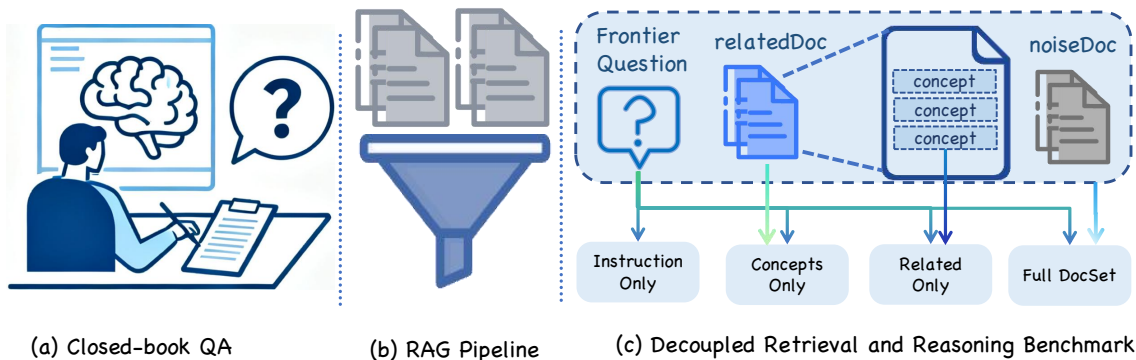 ?
(a) Closed-book QA
(b) RAG Pipeline
Frontier
Question
?
relatedDoc
concept
concept
concept
noiseDoc
Instruction
Only
Concepts
Only
Related
Only
Full DocSet
(c) Decoupled Retrieval and Reasoning Benchmark